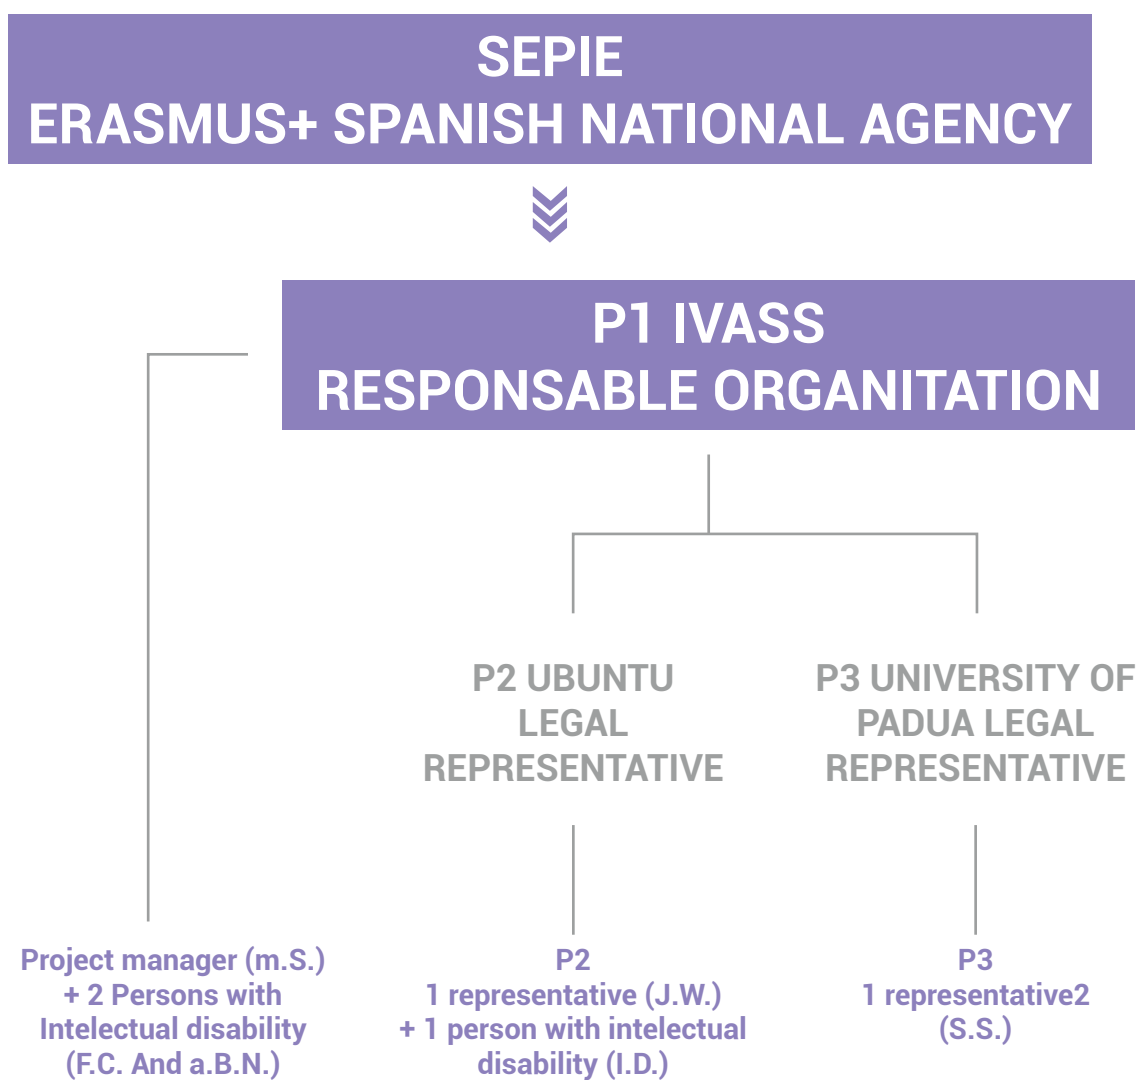 SEPIE
ERASMUS+ SPANISH NATIONAL AGENCY
P1 IVASS
RESPONSABLE ORGANITATION
P2 UBUNTU
LEGAL
REPRESENTATIVE
P3 UNIVERSITY OF
PADUA LEGAL
REPRESENTATIVE
Project manager (m.S.)
+ 2 Persons with
Intelectual disability
(F.C. And a.B.N.)
P2
1 representative (J.W.)
+ 1 person with intelectual
disability (I.D.)
P3
1 representative2
(S.S.)